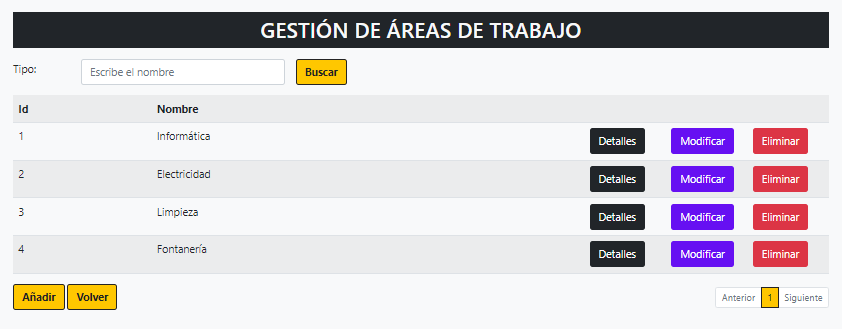 GESTIÓN DE ÁREAS DE TRABAJO
Tipo: Escribe el nombre Buscar
Id Nombre
1 Informática Detalles Modificar Eliminar
2 Electricidad Detalles Modificar Eliminar
3 Limpieza Detalles Modificar Eliminar
4 Fontanería Detalles Modificar Eliminar
Añadir Volver Anterior 1 Siguiente